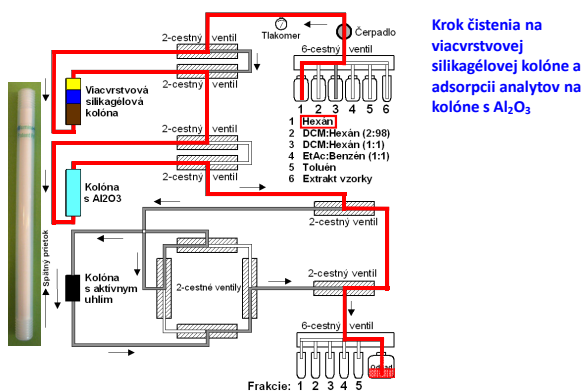 Krok čistenia na
viacvrstvovej
silikagélovej kolóne a
adsorpcii analytov na
kolóne s Al₂O₃
Tlakomer
Čerpadlo
2-cestný ventil
6-cestný ventil
Viacvrstvová
silikagélová
kolóna
2-cestný ventil
1 2 3 4 5 6
1 Hexán
2 DCM:Hexán (2:98)
3 DCM:Hexán (1:1)
4 EtAc:Benzén (1:1)
5 Toluén
6 Extrakt vzorky
2-cestný ventil
2-cestný ventil
Kolóna
s Al2O3
2-cestný ventil
Spätný prietok
Kolóna
s aktívnym
uhlím
2-cestné ventily
2-cestný ventil
6-cestný ventil
Odpad
Frakcie: 1 2 3 4 5